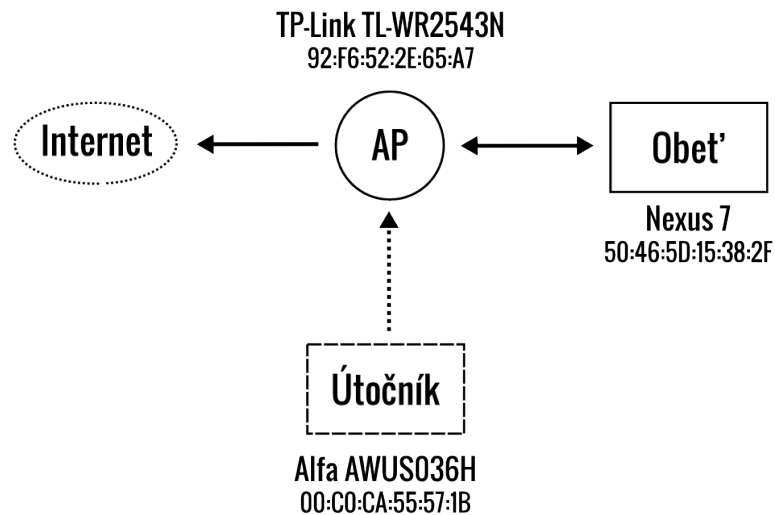 TP-Link TL-WR2543N
92:F6:52:2E:65:A7
Internet
AP
Obeť
Nexus 7
50:46:5D:15:38:2F
Útočník
Alfa AWUS036H
00:C0:CA:55:57:1B